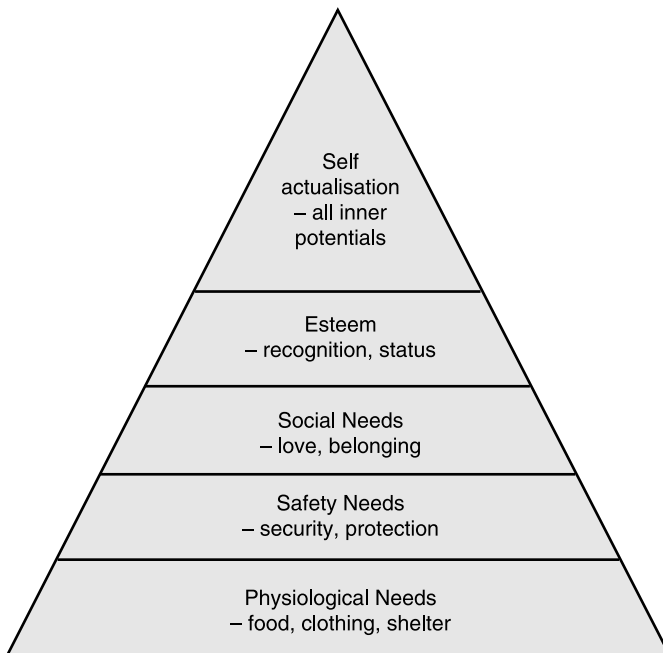 Self
actualisation
– all inner
potentials
Esteem
– recognition, status
Social Needs
– love, belonging
Safety Needs
– security, protection
Physiological Needs
– food, clothing, shelter